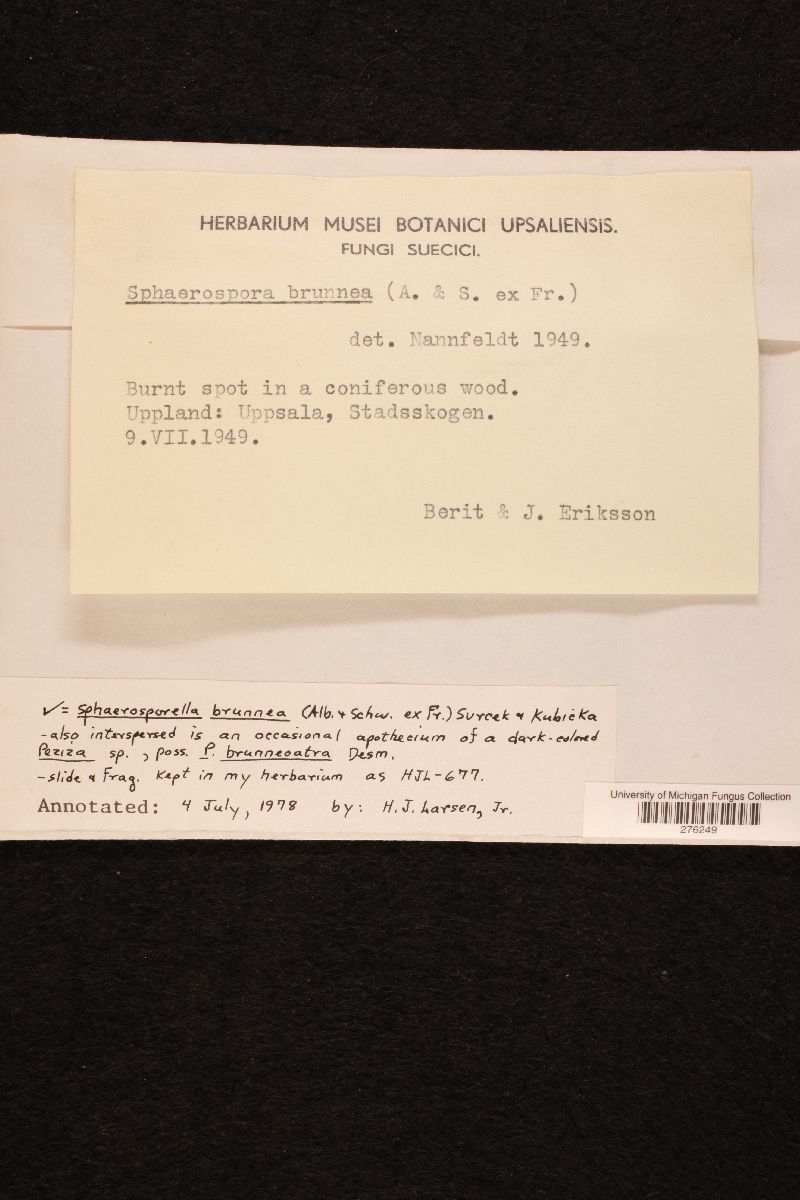 HERBARIUM MUSEI BOTANICI UPSALIENSIS.
FUNGI SUECICI.
Sphaerospora brunnea (A. & S. ex Fr.)
det. Nannfeldt 1949.
Burnt spot in a coniferous wood.
Uppland: Uppsala, Stadsskogen.
9.VII.1949.
Berit & J. Eriksson
✓= Sphaerosporella brunnea (Alb. & Schw. ex Fr.) Svrcek & Kubicka
-also interspersed is an occasional apothecium of a dark-colored
Peziza sp., poss. P. brunneoatra Desm.
-slide & Frag. kept in my herbarium as HJL-677.
Annotated: 4 July, 1978 by: H. J. Larsen, Jr.
University of Michigan Fungus Collection
276249